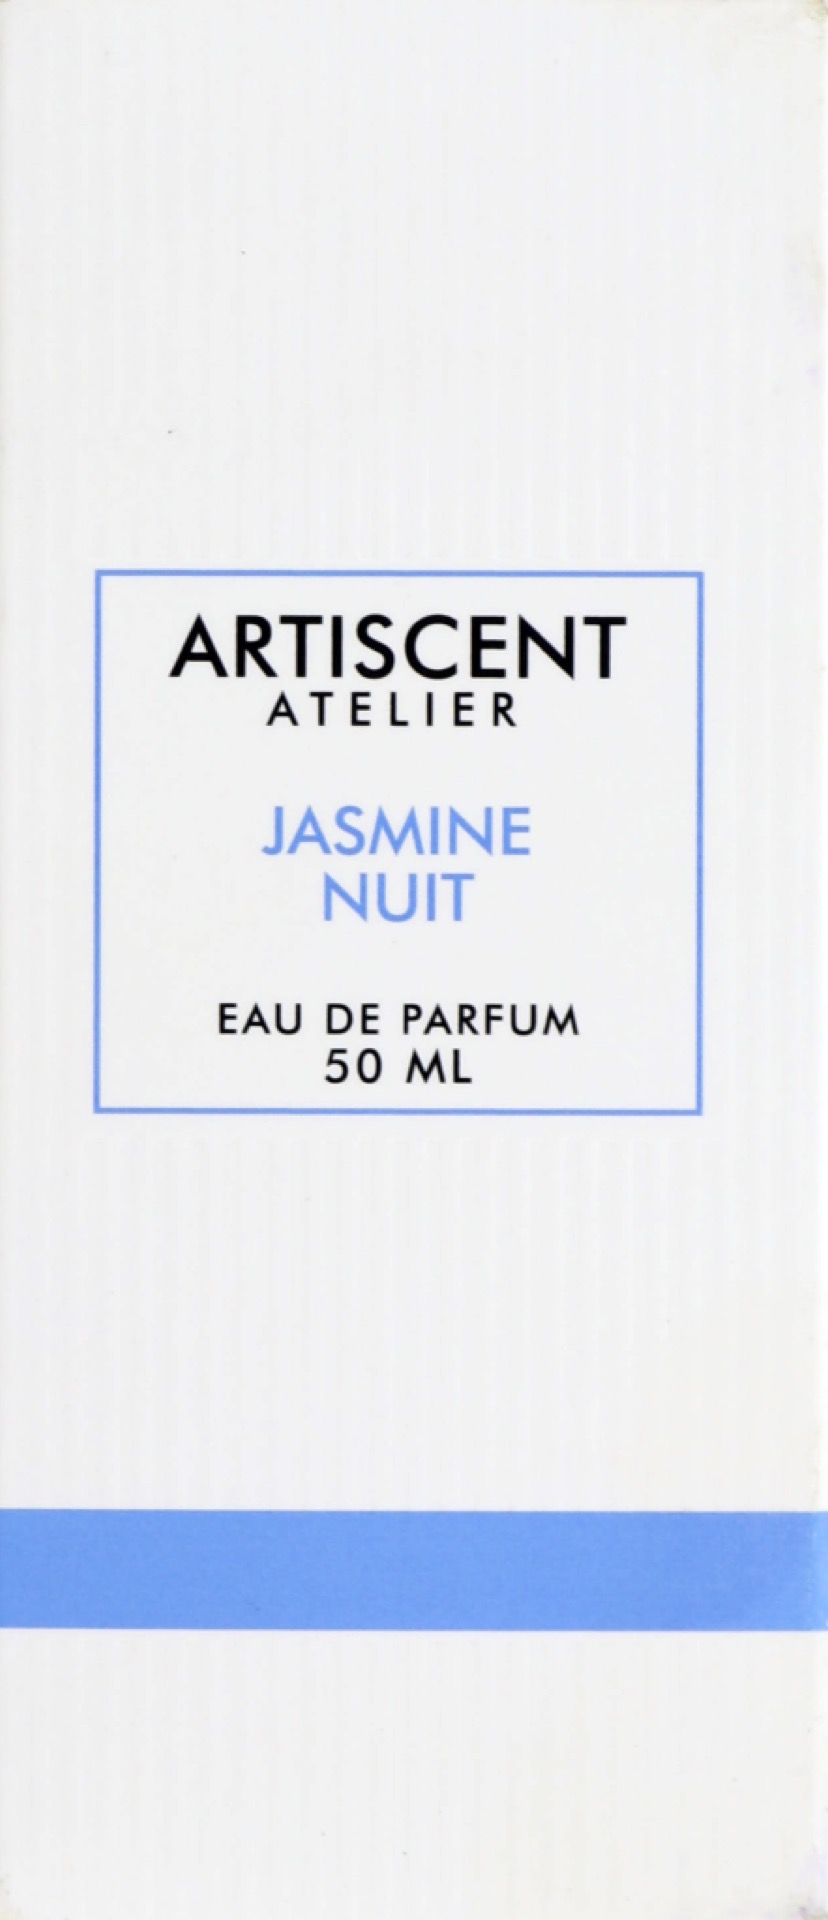 ARTISCENT
ATELIER
JASMINE
NUIT
EAU DE PARFUM
50 ML